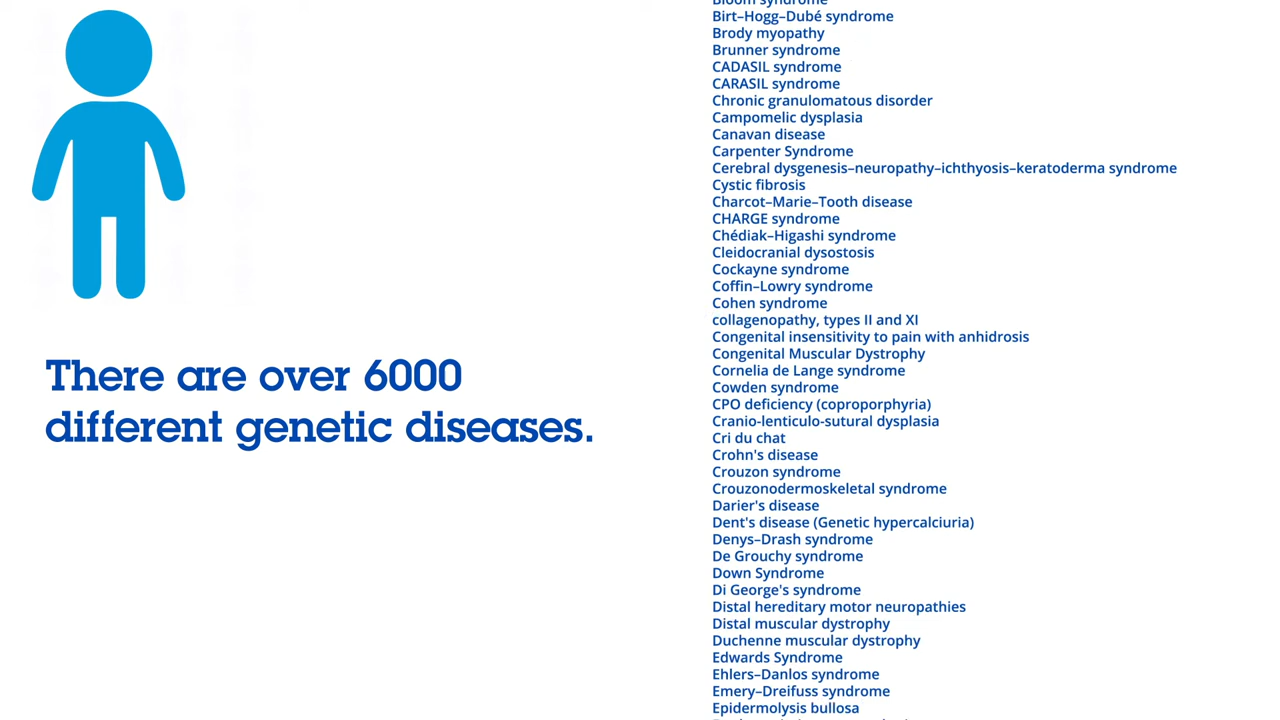 There are over 6000
different genetic diseases.
Bloom syndrome
Birt–Hogg–Dubé syndrome
Brody myopathy
Brunner syndrome
CADASIL syndrome
CARASIL syndrome
Chronic granulomatous disorder
Campomelic dysplasia
Canavan disease
Carpenter Syndrome
Cerebral dysgenesis–neuropathy–ichthyosis–keratoderma syndrome
Cystic fibrosis
Charcot–Marie–Tooth disease
CHARGE syndrome
Chédiak–Higashi syndrome
Cleidocranial dysostosis
Cockayne syndrome
Coffin–Lowry syndrome
Cohen syndrome
collagenopathy, types II and XI
Congenital insensitivity to pain with anhidrosis
Congenital Muscular Dystrophy
Cornelia de Lange syndrome
Cowden syndrome
CPO deficiency (coproporphyria)
Cranio-lenticulo-sutural dysplasia
Cri du chat
Crohn's disease
Crouzon syndrome
Crouzonodermoskeletal syndrome
Darier's disease
Dent's disease (Genetic hypercalciuria)
Denys–Drash syndrome
De Grouchy syndrome
Down Syndrome
Di George's syndrome
Distal hereditary motor neuropathies
Distal muscular dystrophy
Duchenne muscular dystrophy
Edwards Syndrome
Ehlers–Danlos syndrome
Emery–Dreifuss syndrome
Epidermolysis bullosa